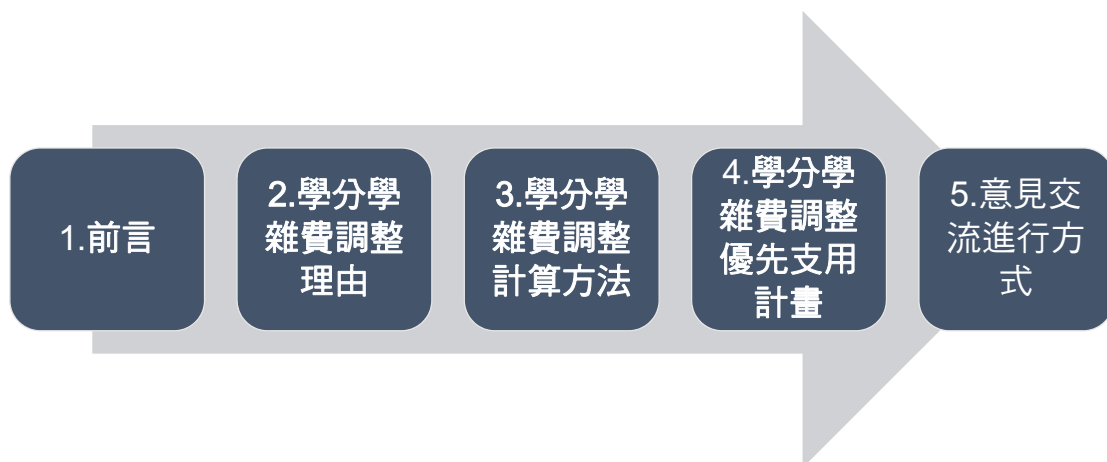 1.前言
2.學分學
雜費調整
理由
3.學分學
雜費調整
計算方法
4.學分學
雜費調整
優先支用
計畫
5.意見交
流進行方
式